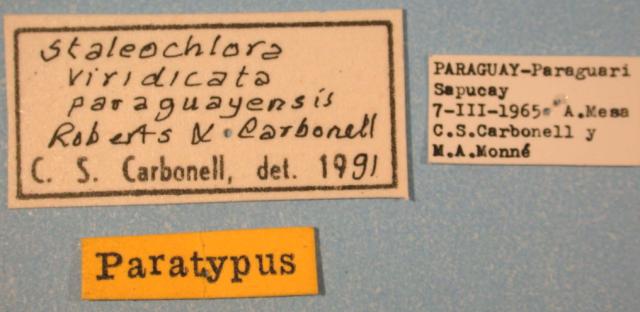 Staleochlora
viridicata
paraguayensis
Roberts & Carbonell
C. S. Carbonell, det. 1991
PARAGUAY-Paraguari
Sapucay
7-III-1965. A.Mesa
C.S.Carbonell y
M.A.Monné
Paratypus